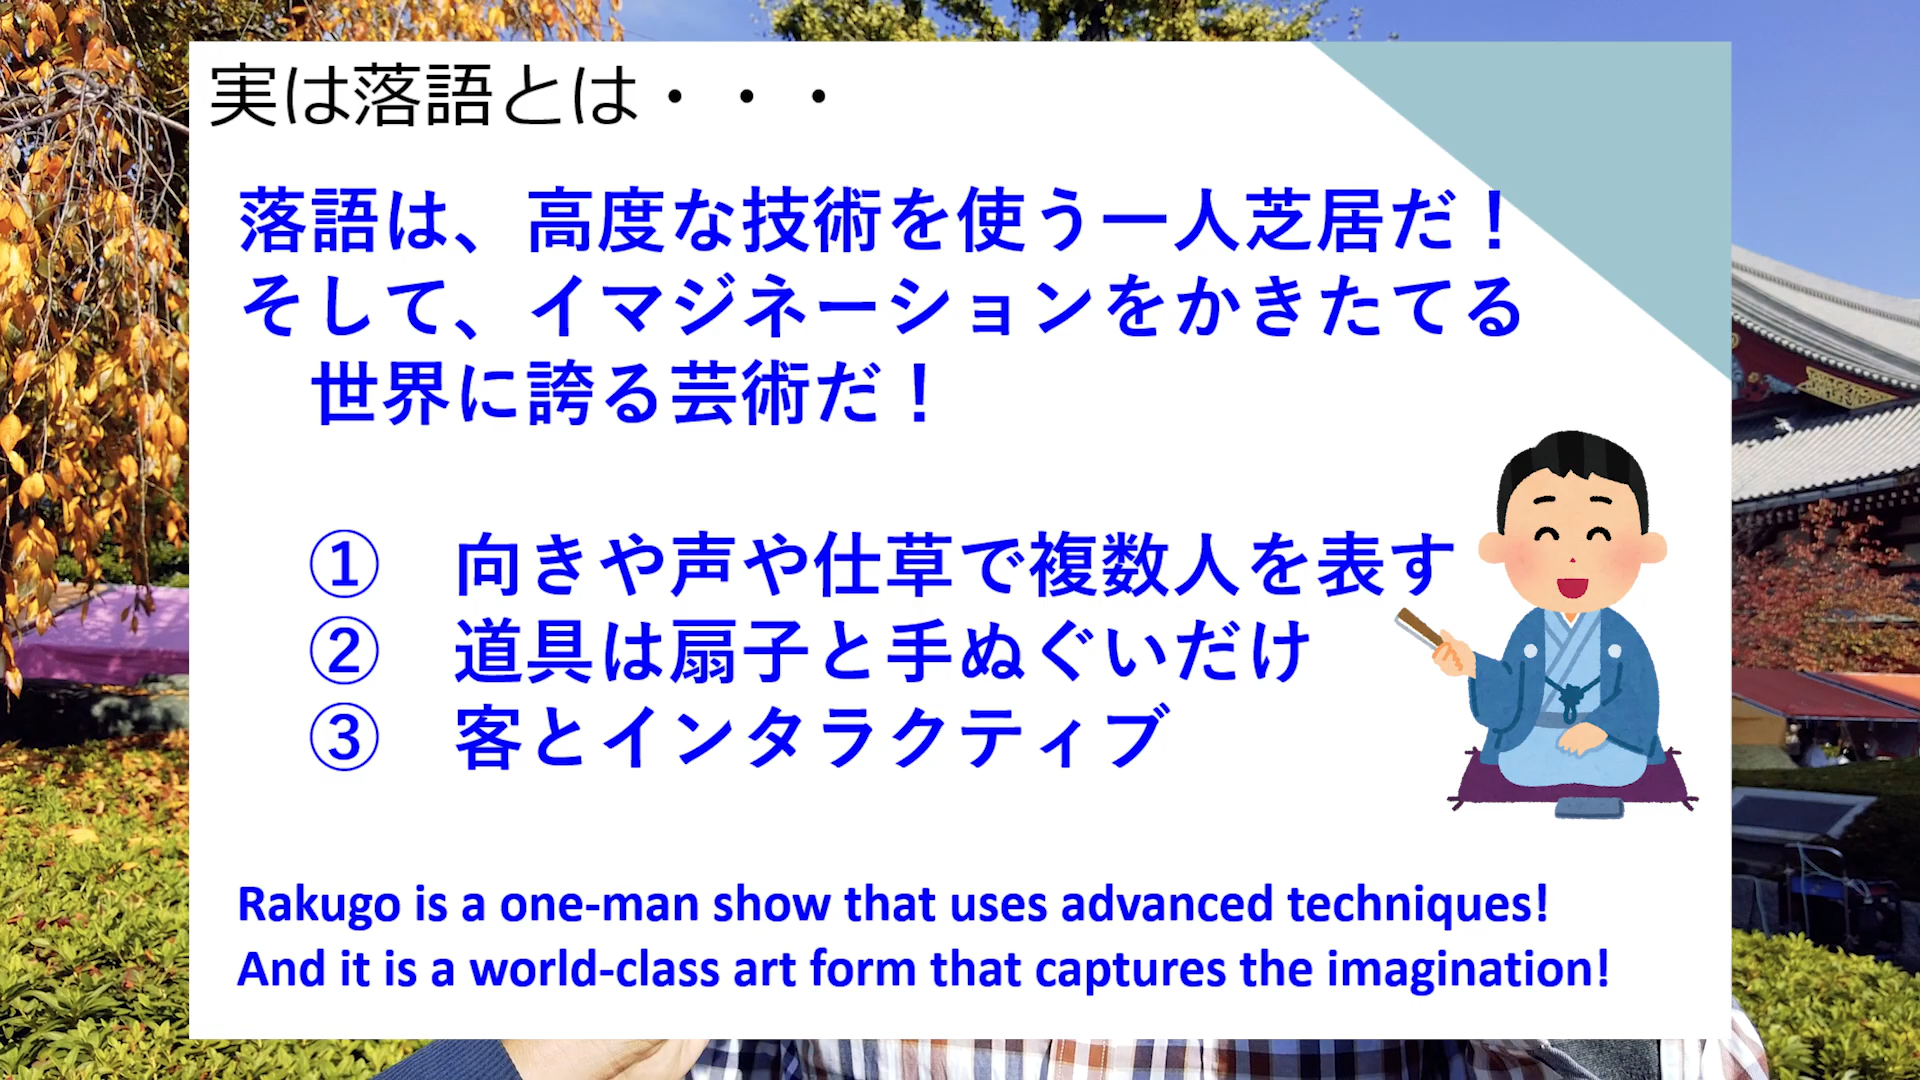 実は落語とは・・・
落語は、高度な技術を使う一人芝居だ！
そして、イマジネーションをかきたてる
世界に誇る芸術だ！
① 向きや声や仕草で複数人を表す
② 道具は扇子と手ぬぐいだけ
③ 客とインタラクティブ
Rakugo is a one-man show that uses advanced techniques!
And it is a world-class art form that captures the imagination!